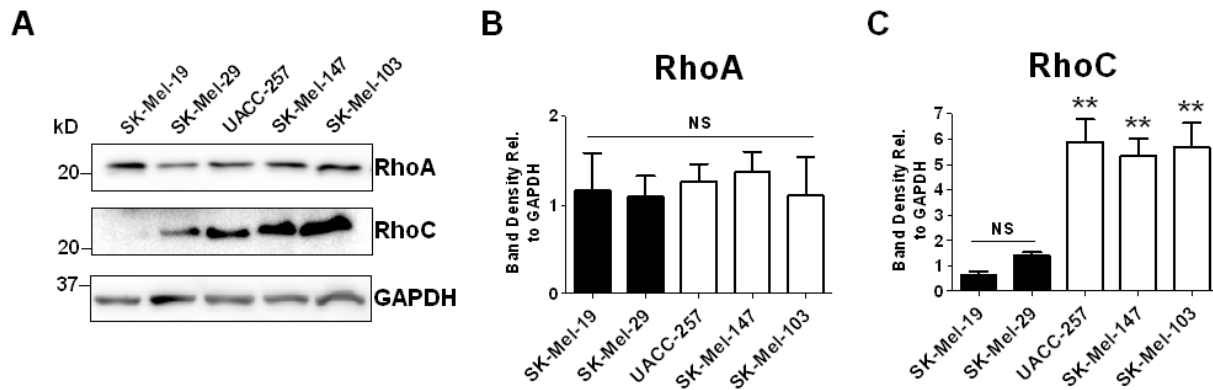 A
SK-Mel-19
SK-Mel-29
UACC-257
SK-Mel-147
SK-Mel-103
kD
20
RhoA
20
RhoC
37
GAPDH
B
RhoA
Band Density Rel.
to GAPDH
2
1
0
NS
SK-Mel-19
SK-Mel-29
UACC-257
SK-Mel-147
SK-Mel-103
C
RhoC
Band Density Rel.
to GAPDH
7
6
5
4
3
2
1
0
NS
**
**
**
SK-Mel-19
SK-Mel-29
UACC-257
SK-Mel-147
SK-Mel-103